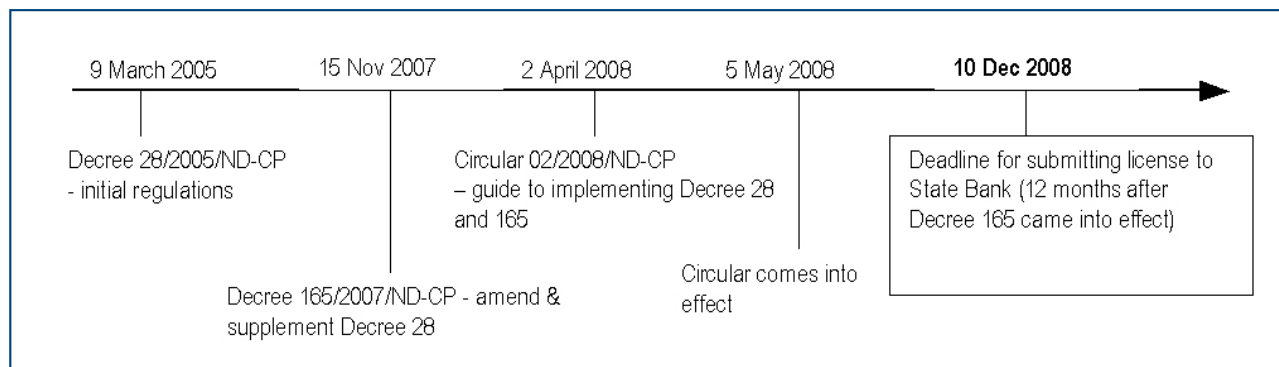 9 March 2005
15 Nov 2007
2 April 2008
5 May 2008
10 Dec 2008
Decree 28/2005/ND-CP
- initial regulations
Decree 165/2007/ND-CP - amend &
supplement Decree 28
Circular 02/2008/ND-CP
– guide to implementing Decree 28
and 165
Circular comes into
effect
Deadline for submitting license to
State Bank (12 months after
Decree 165 came into effect)